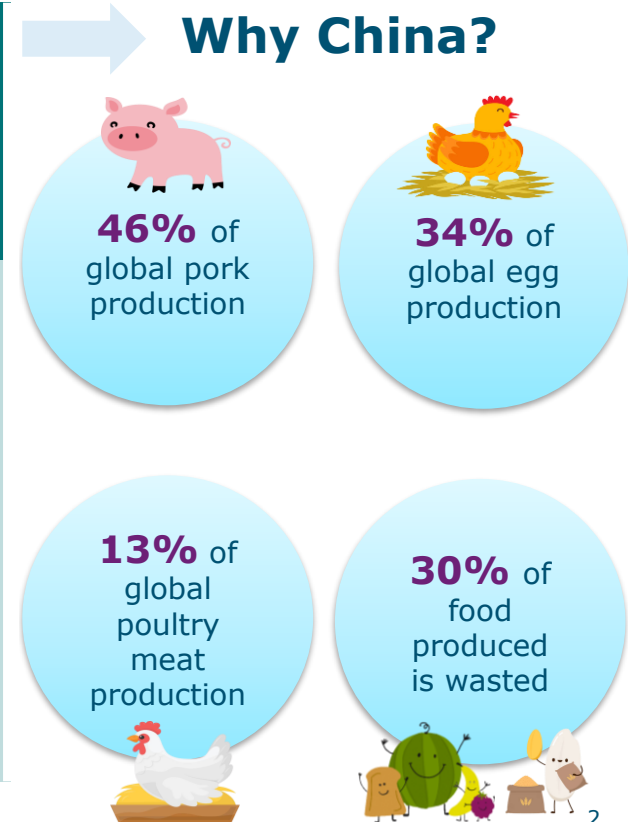 Why China?
46% of
global pork
production
34% of
global egg
production
13% of
global
poultry
meat
production
30% of
food
produced
is wasted
2